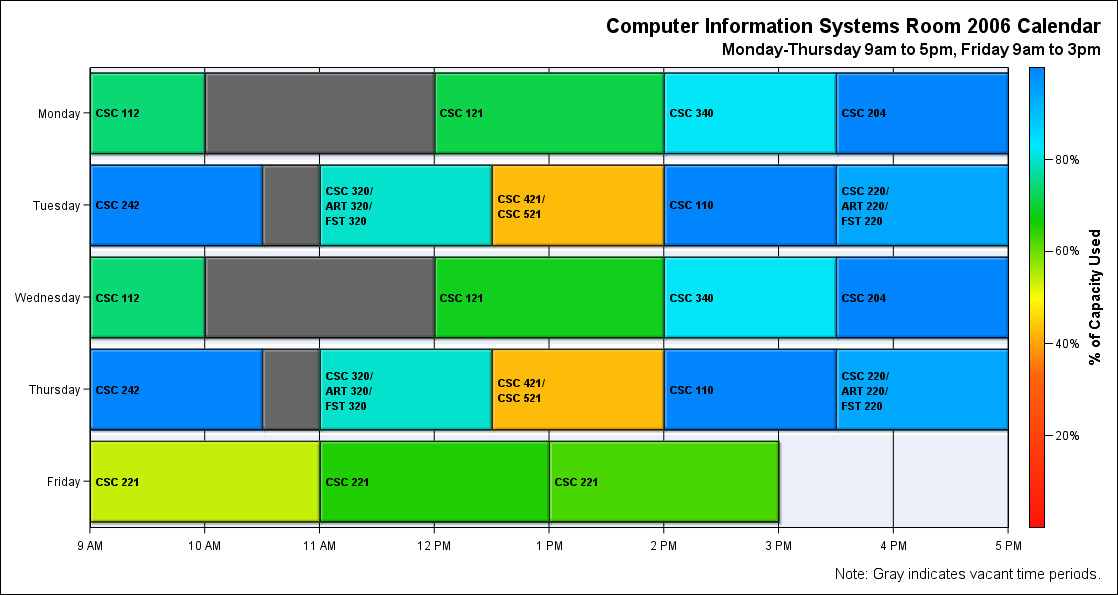 Computer Information Systems Room 2006 Calendar
Monday-Thursday 9am to 5pm, Friday 9am to 3pm
Monday
CSC 112
CSC 121
CSC 340
CSC 204
Tuesday
CSC 242
CSC 320/
ART 320/
FST 320
CSC 421/
CSC 521
CSC 110
CSC 220/
ART 220/
FST 220
Wednesday
CSC 112
CSC 121
CSC 340
CSC 204
Thursday
CSC 242
CSC 320/
ART 320/
FST 320
CSC 421/
CSC 521
CSC 110
CSC 220/
ART 220/
FST 220
Friday
CSC 221
CSC 221
CSC 221
9 AM
10 AM
11 AM
12 PM
1 PM
2 PM
3 PM
4 PM
5 PM
80%
60%
40%
20%
% of Capacity Used
Note: Gray indicates vacant time periods.